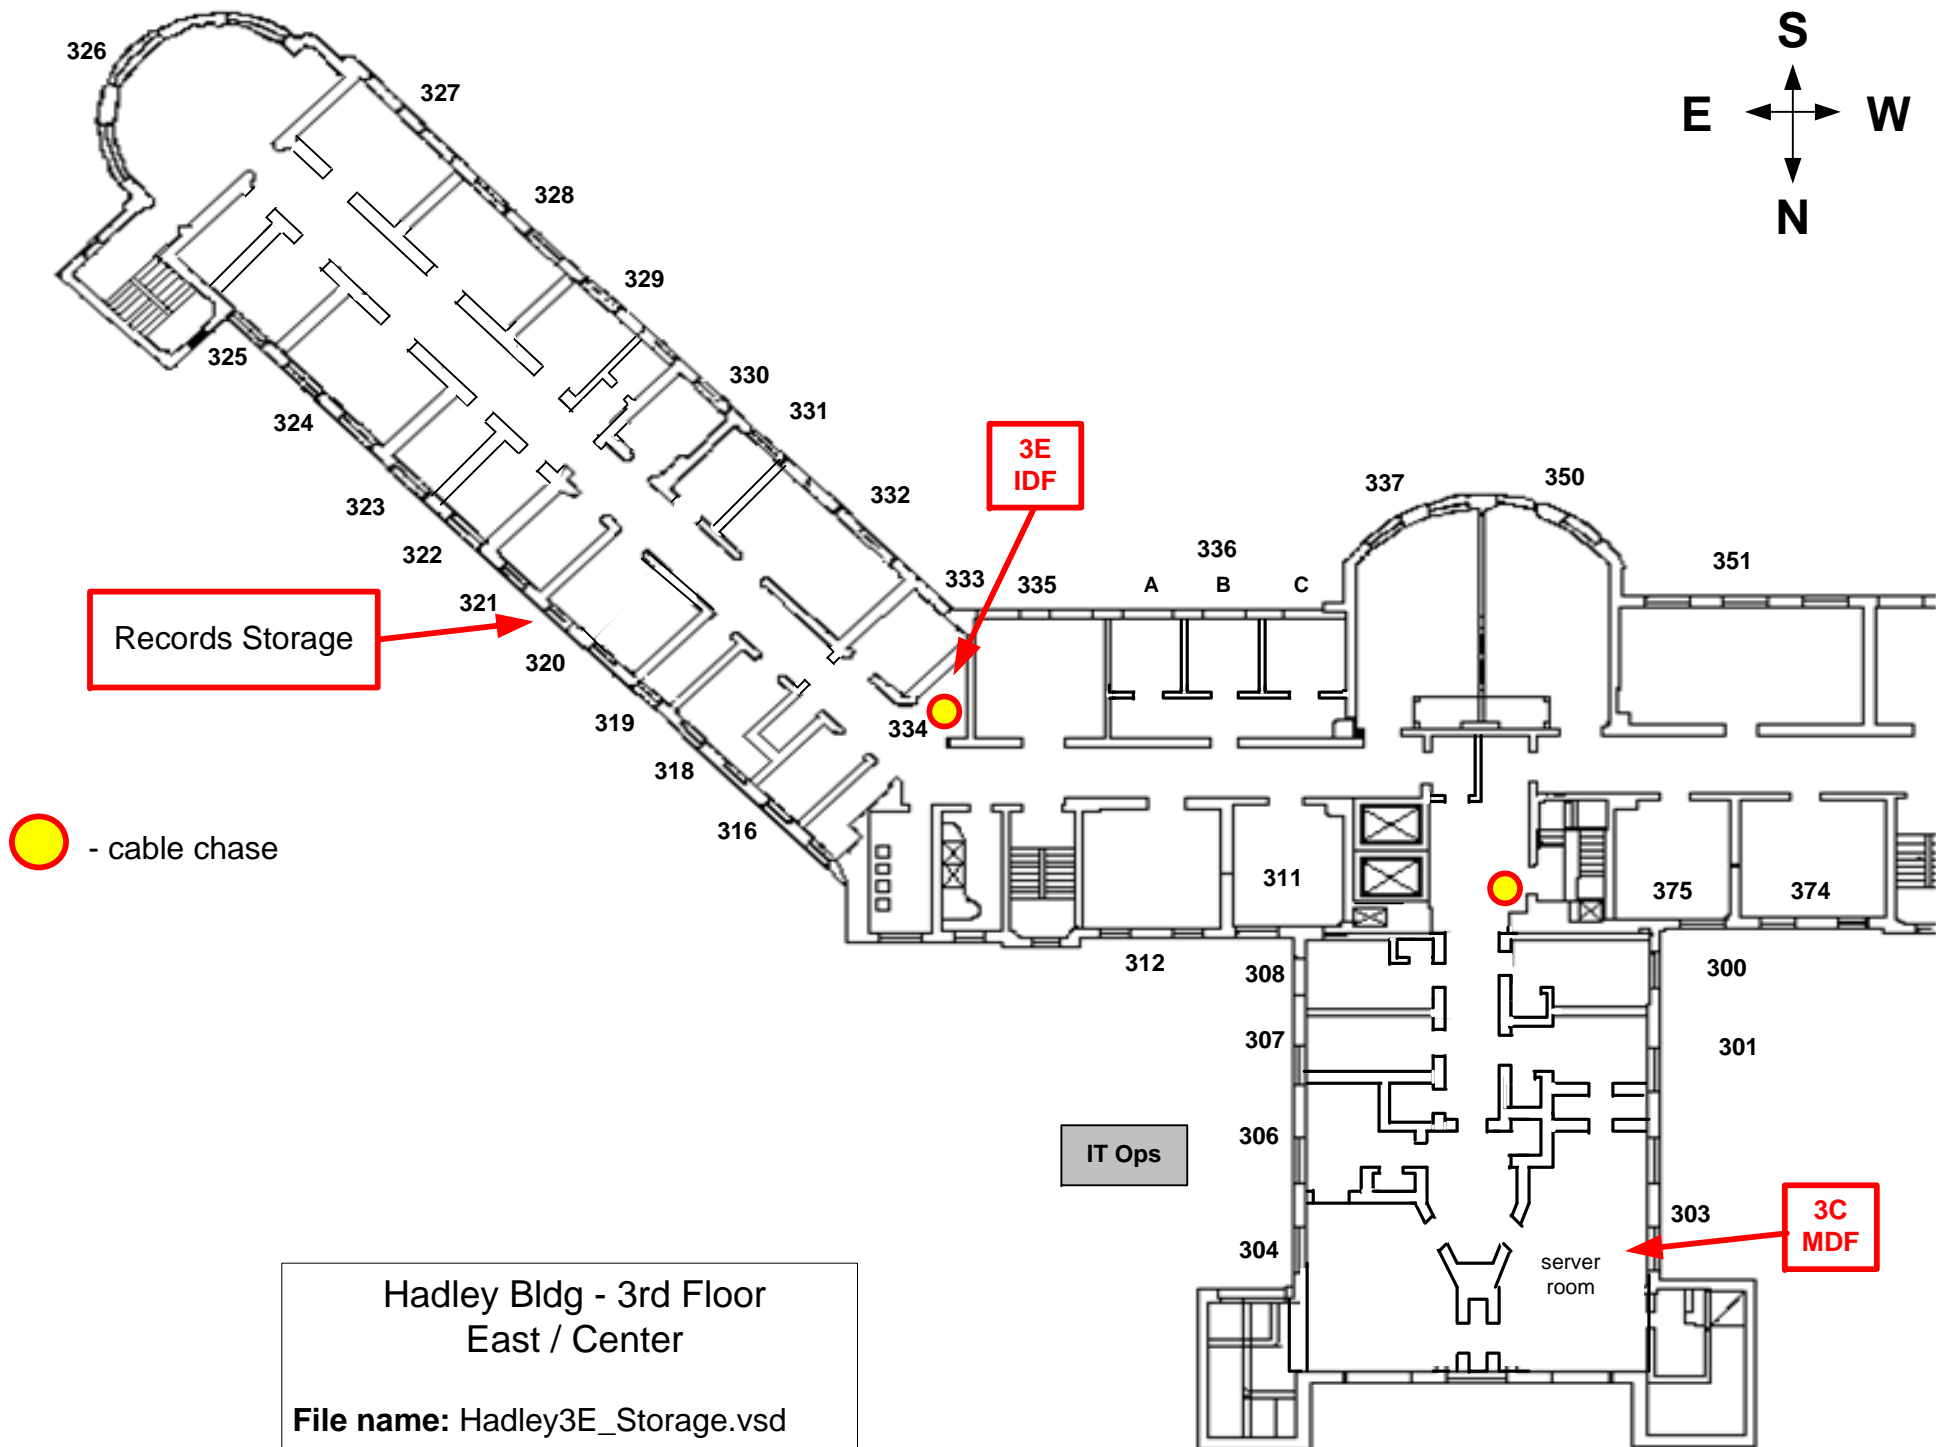 S
E W
N
326
327
328
329
330
331
332
333
335
336
A B C
337
350
351
3E
IDF
325
324
323
322
321
320
319
318
316
334
Records Storage
- cable chase
311
375
374
312
308
307
306
304
300
301
303
IT Ops
3C
MDF
server
room
Hadley Bldg - 3rd Floor
East / Center
File name: Hadley3E_Storage.vsd